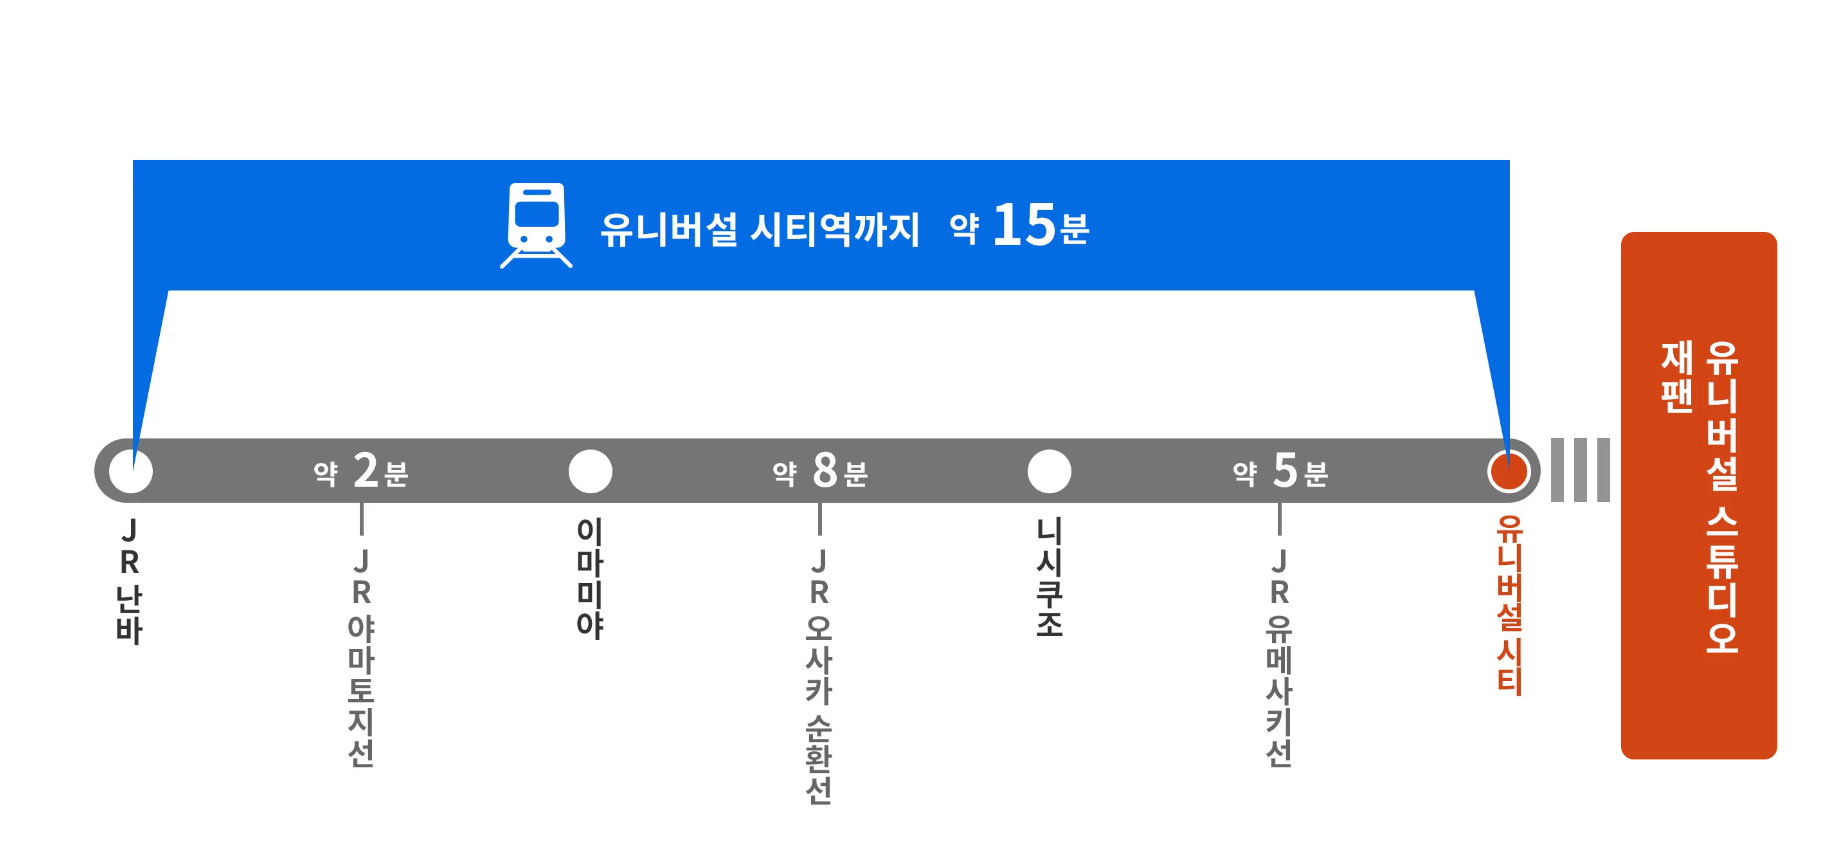 유니버설 시티역까지 약 15분
약 2분
약 8분
약 5분
JR 난바
JR 야마토지선
이마미야
JR 오사카 순환선
니시쿠조
JR 유메사키선
유니버설 시티
유니버설 스튜디오
재팬